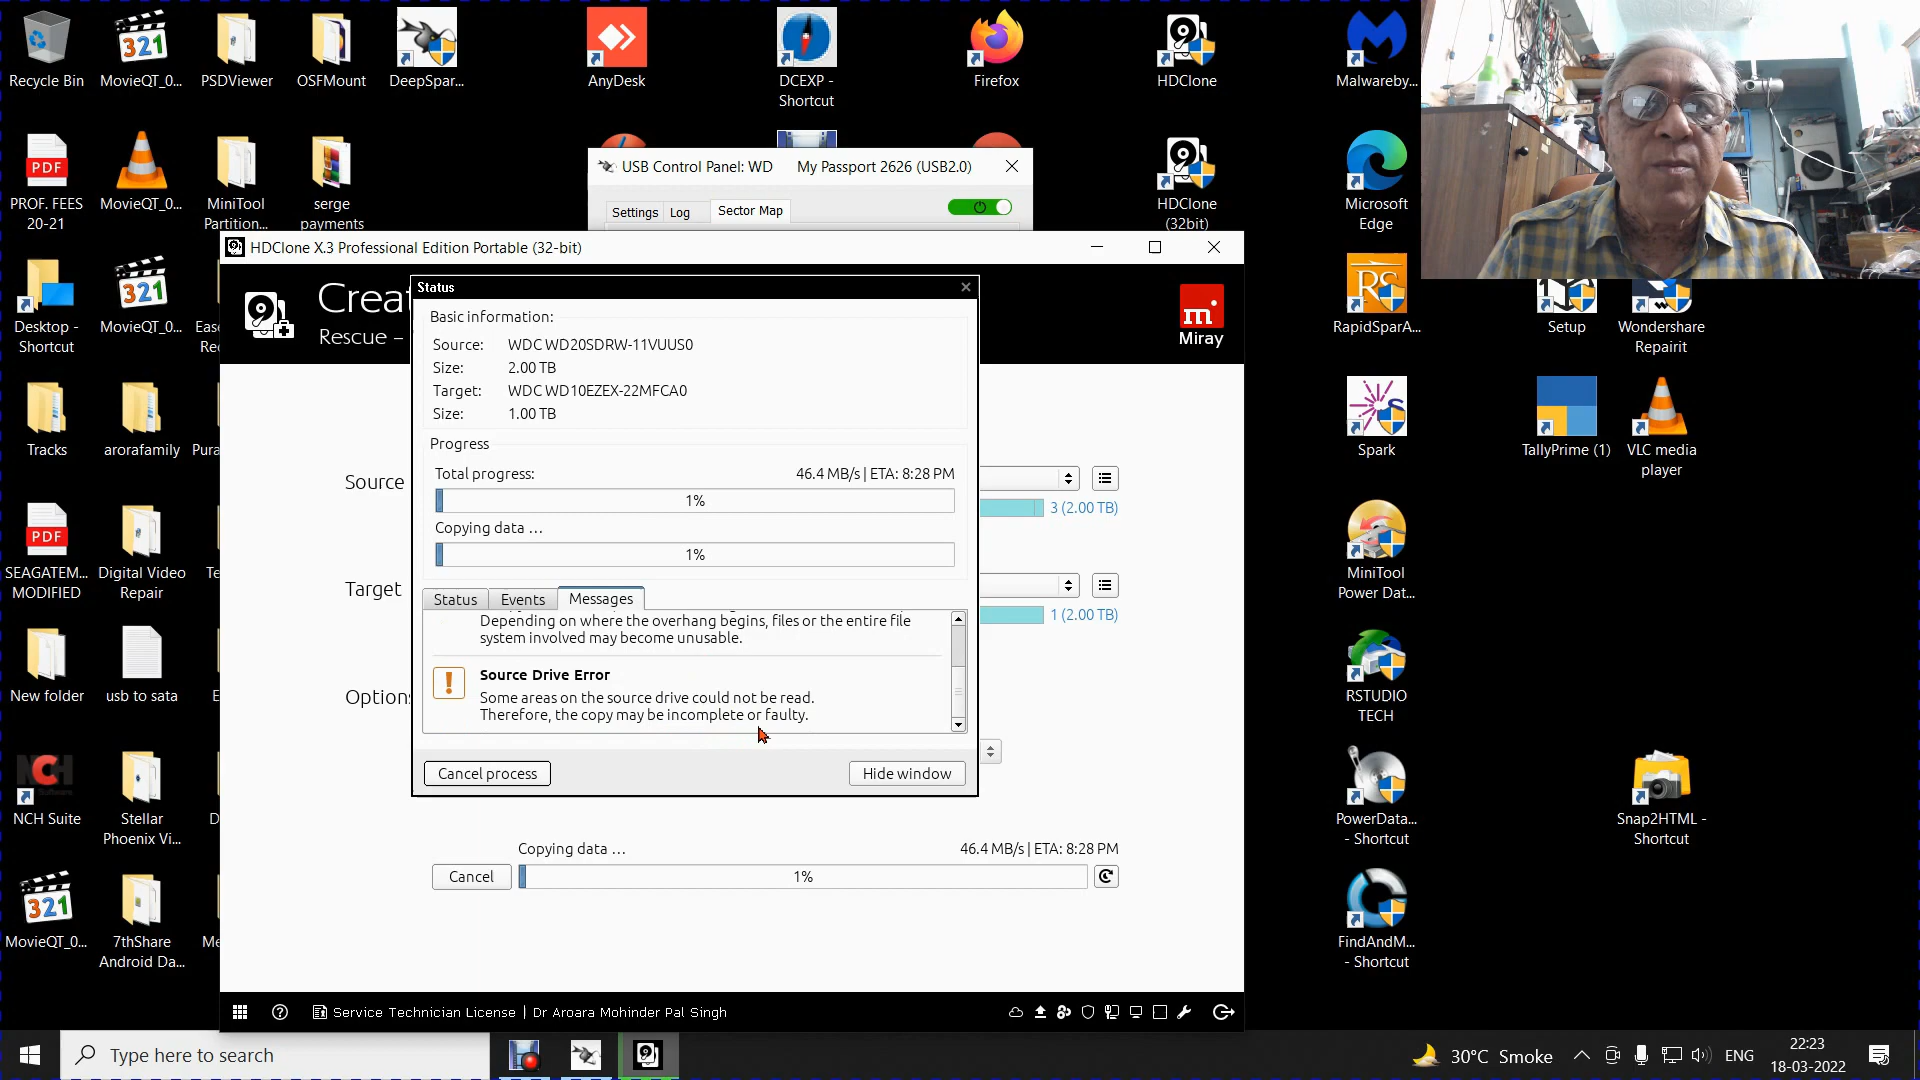 Recycle Bin
MovieQT_0...
PSDViewer
OSFMount
DeepSpar...
AnyDesk
DCEXP -
Shortcut
Firefox
HDClone
Malwareby...
PROF. FEES
20-21
MovieQT_0...
MiniTool
Partition...
serge
payments
USB Control Panel: WD My Passport 2626 (USB2.0)
Settings
Log
Sector Map
HDClone
(32bit)
Microsoft
Edge
Desktop -
Shortcut
MovieQT_0...
HDClone X.3 Professional Edition Portable (32-bit)
Rescue –
Miray
Status
Basic information:
Source: WDC WD20SDRW-11VUUS0
Size: 2.00 TB
Target: WDC WD10EZEX-22MFCA0
Size: 1.00 TB
Progress
Total progress: 46.4 MB/s | ETA: 8:28 PM
1%
Copying data ...
1%
Status
Events
Messages
Depending on where the overhang begins, files or the entire file
system involved may become unusable.
Source Drive Error
Some areas on the source drive could not be read.
Therefore, the copy may be incomplete or faulty.
Cancel process
Hide window
Source
3 (2.00 TB)
Target
1 (2.00 TB)
Copying data ...
46.4 MB/s | ETA: 8:28 PM
Cancel
1%
Service Technician License | Dr Aroara Mohinder Pal Singh
RapidSparA...
Setup
Wondershare
Repairit
Tracks
arorafamily
Spark
TallyPrime (1)
VLC media
player
SEAGATEM...
MODIFIED
Digital Video
Repair
MiniTool
Power Dat...
New folder
usb to sata
RSTUDIO
TECH
NCH Suite
Stellar
Phoenix Vi...
PowerData...
- Shortcut
Snap2HTML -
Shortcut
MovieQT_0...
7thShare
Android Da...
FindAndM...
- Shortcut
Type here to search
30°C Smoke
ENG
22:23
18-03-2022